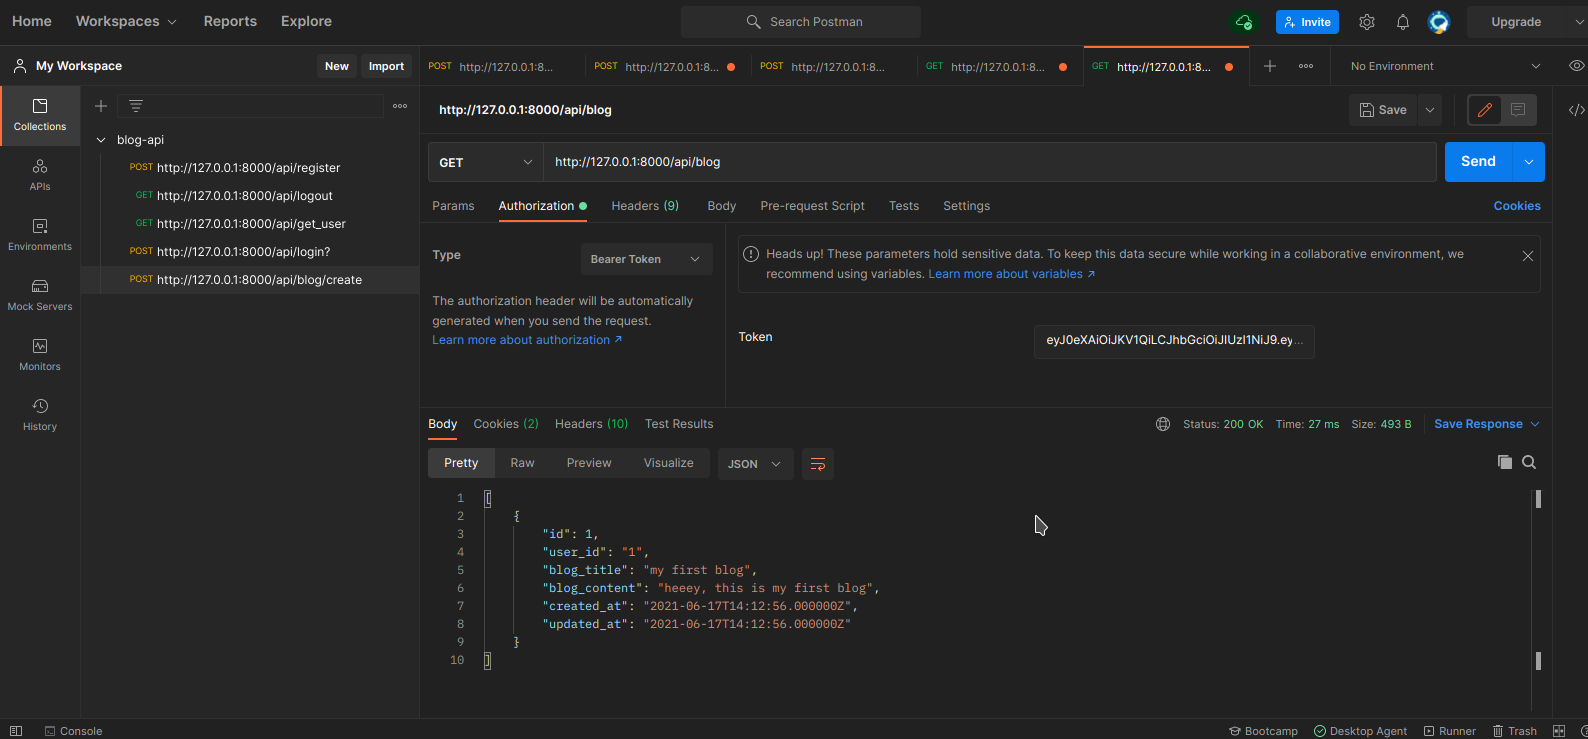 Home Workspaces Reports Explore Search Postman Invite Upgrade
My Workspace New Import
POST http://127.0.0.1:8... POST http://127.0.0.1:8... POST http://127.0.0.1:8... GET http://127.0.0.1:8... GET http://127.0.0.1:8... No Environment
Collections
APIs
Environments
Mock Servers
Monitors
History
blog-api
POST http://127.0.0.1:8000/api/register
GET http://127.0.0.1:8000/api/logout
GET http://127.0.0.1:8000/api/get_user
POST http://127.0.0.1:8000/api/login?
POST http://127.0.0.1:8000/api/blog/create
http://127.0.0.1:8000/api/blog Save
GET http://127.0.0.1:8000/api/blog Send
Params Authorization Headers (9) Body Pre-request Script Tests Settings Cookies
Type Bearer Token
The authorization header will be automatically
generated when you send the request.
Learn more about authorization ↗
Heads up! These parameters hold sensitive data. To keep this data secure while working in a collaborative environment, we
recommend using variables. Learn more about variables ↗
Token eyJ0eXAiOiJKV1QiLCJhbGciOiJIUzI1NiJ9.ey...
Body Cookies (2) Headers (10) Test Results Status: 200 OK Time: 27 ms Size: 493 B Save Response
Pretty Raw Preview Visualize JSON
1 [
2 {
3 "id": 1,
4 "user_id": "1",
5 "blog_title": "my first blog",
6 "blog_content": "heeey, this is my first blog",
7 "created_at": "2021-06-17T14:12:56.000000Z",
8 "updated_at": "2021-06-17T14:12:56.000000Z"
9 }
10 ]
Console Bootcamp Desktop Agent Runner Trash